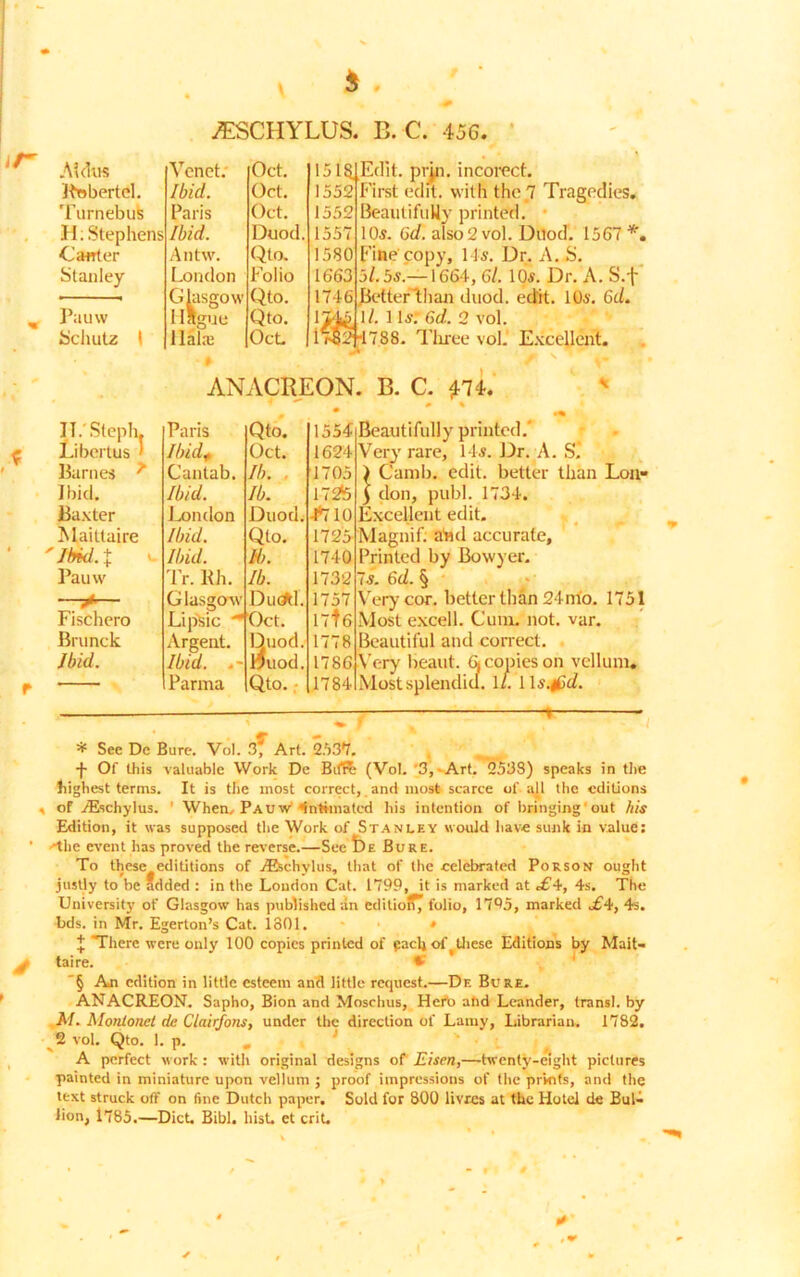 3
ÆSCHYLUS. B. C. 456.
Aldus Venet. Oct. 1518 Edit. prin. incorect.
Robertel. Ibid. Oct. 1552 First edit. with the 7 Tragedies.
Turnebus Paris Oct. 1552 Beautifully printed.
H. Stephens Ibid. Duod. 1557 10s. 6d. also 2 vol. Duod. 1567 *.
Canter Antw. Qto. 1580 Fine copy, 14s. Dr. A. S.
Stanley London Folio 1663 5l. 5s.—1664, 6l. 10s. Dr. A. S.†
—— Glasgow Qto. 1746 Better than duod. edit. 10s. 6d.
Pauw Hague Qto. 1745 1l. 11s. 6d. 2 vol.
Schutz Halæ Oct. 1782-1788. Three vol. Excellent.
ANACREON. B. C. 474.
H. Steph. Paris Qto. 1554 Beautifully printed.
Libertus Ibid. Oct. 1624 Very rare, 14s. Dr. A. S.
Barnes Cantab. Ib. 1705 } Camb. edit. better than Lon-
Ibid. Ibid. Ib. 1725 } don, publ. 1734.
Baxter London Duod. 1710 Excellent edit.
Maittaire Ibid. Qto. 1725 Magnif. and accurate,
Ibid. ‡ Ibid. Ib. 1740 Printed by Bowyer.
Pauw Tr. Rh. Ib. 1732 7s. 6d. §
—— Glasgow Duod. 1757 Very cor. better than 24mo. 1751
Fischero Lipsic Oct. 1776 Most excell. Cum. not. var.
Brunck Argent. Duod. 1778 Beautiful and correct.
Ibid. Ibid. Duod. 1786 Very beaut. 6 copies on vellum.
—— Parma Qto. 1784 Most splendid. 1l. 11s. 6d.
* See De Bure. Vol. 3, Art. 2537.
† Of this valuable Work De Bure (Vol. 3, Art. 2538) speaks in the
highest terms. It is the most correct, and most scarce of all the editions
of Æschylus. When Pauw intimated his intention of bringing out his
Edition, it was supposed the Work of Stanley would have sunk in value:
the event has proved the reverse.—See De Bure.
To these edititions of Æschylus, that of the celebrated Porson ought
justly to be added : in the London Cat. 1799, it is marked at £4, 4s. The
University of Glasgow has published an edition, folio, 1795, marked £4, 4s.
bds. in Mr. Egerton's Cat. 1801.
‡ There were only 100 copies printed of each of these Editions by Mait-
taire.
§ An edition in little esteem and little request.—De Bure.
ANACREON. Sapho, Bion and Moschus, Hero and Leander, transl. by
M. Montonet de Clairfons, under the direction of Lamy, Librarian. 1782.
2 vol. Qto. l. p.
A perfect work : with original designs of Eisen,—twenty-eight pictures
painted in miniature upon vellum ; proof impressions of the prints, and the
text struck off on fine Dutch paper. Sold for 800 livres at the Hotel de Bul-
lion, 1785.—Dict. Bibl. hist. et crit.